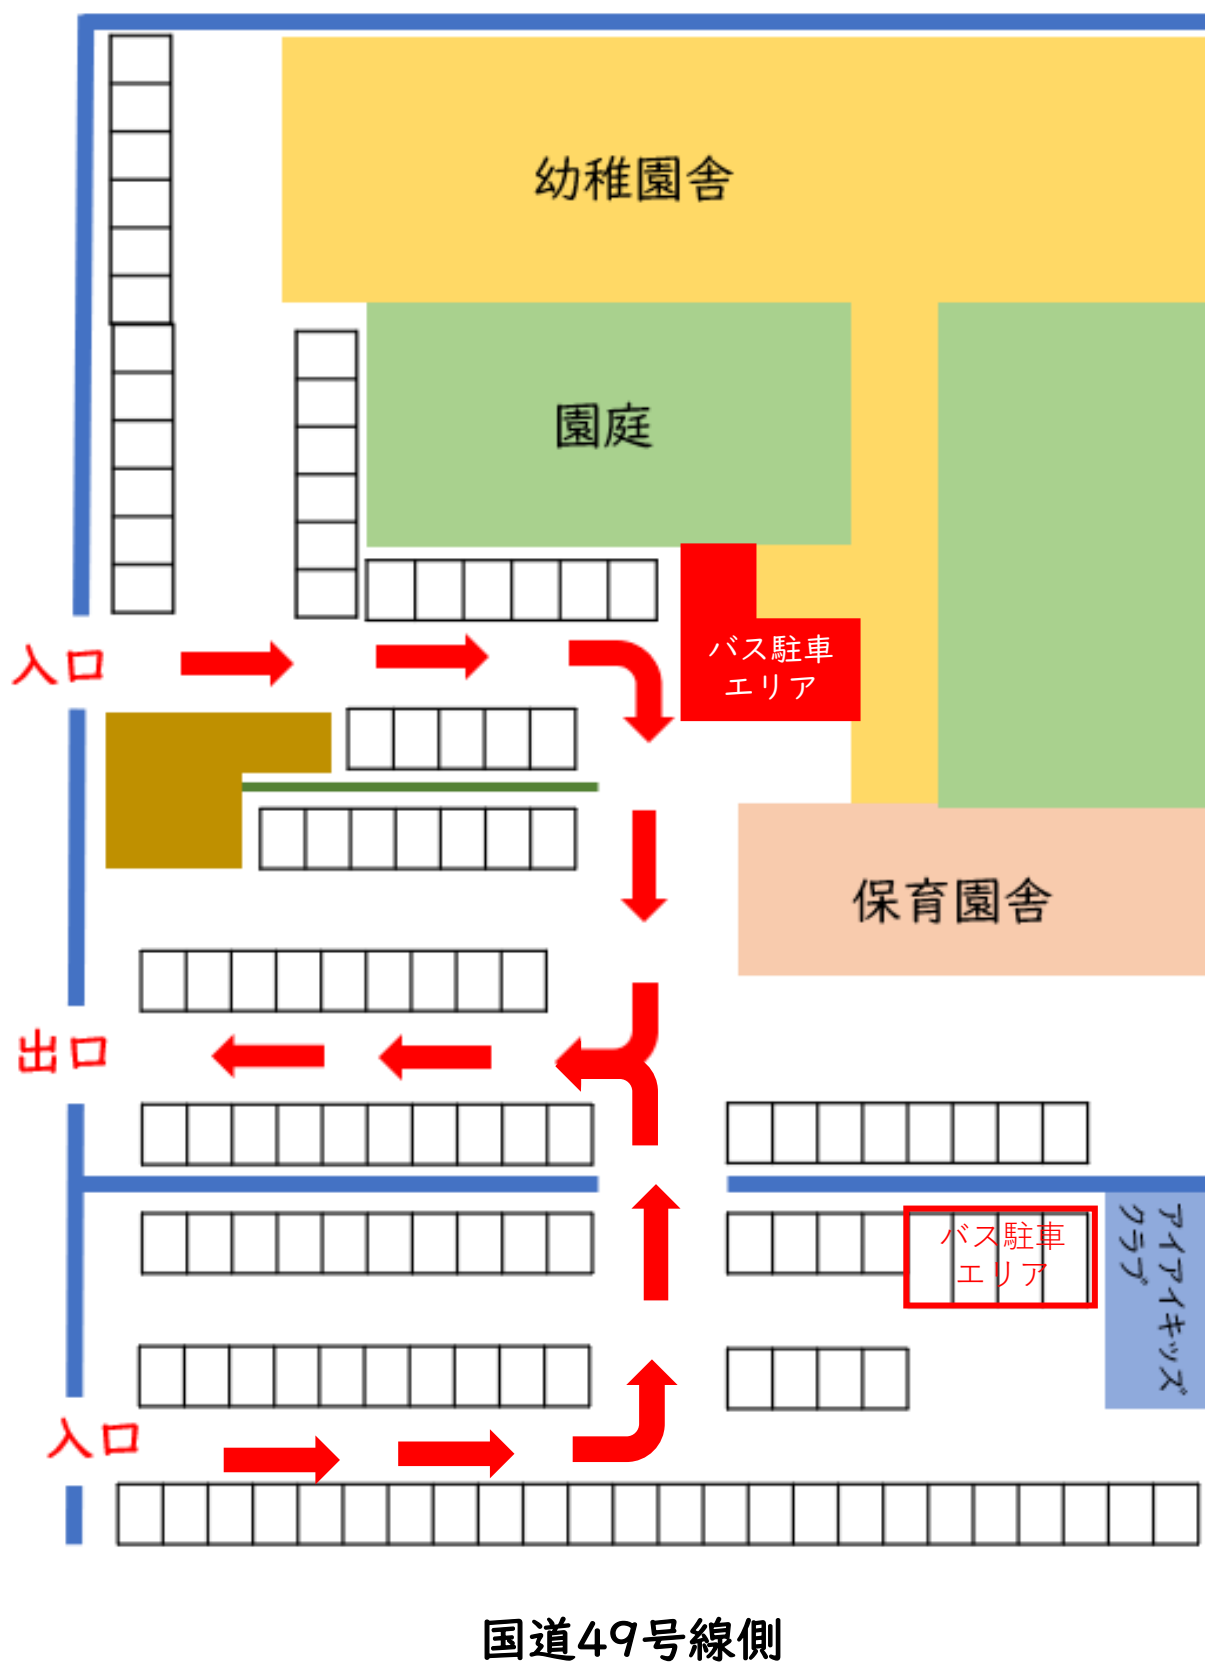 幼稚園舎
園庭
バス駐車
エリア
入口
保育園舎
出口
バス駐車
エリア
アイアイキッズ
クラブ
入口
国道49号線側